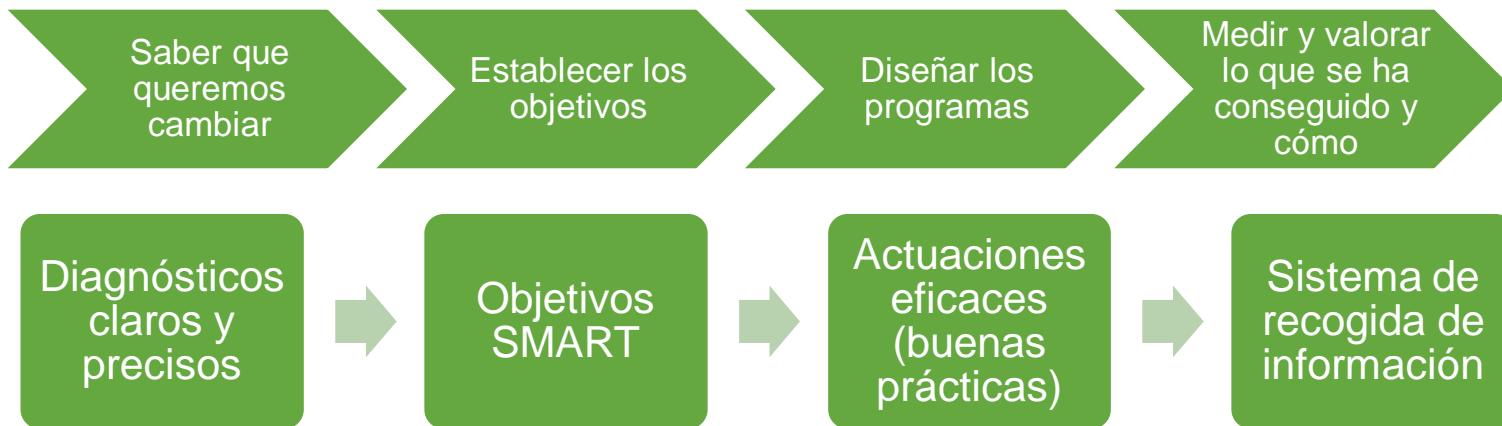 Saber que
queremos
cambiar
Establecer los
objetivos
Diseñar los
programas
Medir y valorar
lo que se ha
conseguido y
cómo
Diagnósticos
claros y
precisos
Objetivos
SMART
Actuaciones
eficaces
(buenas
prácticas)
Sistema de
recogida de
información